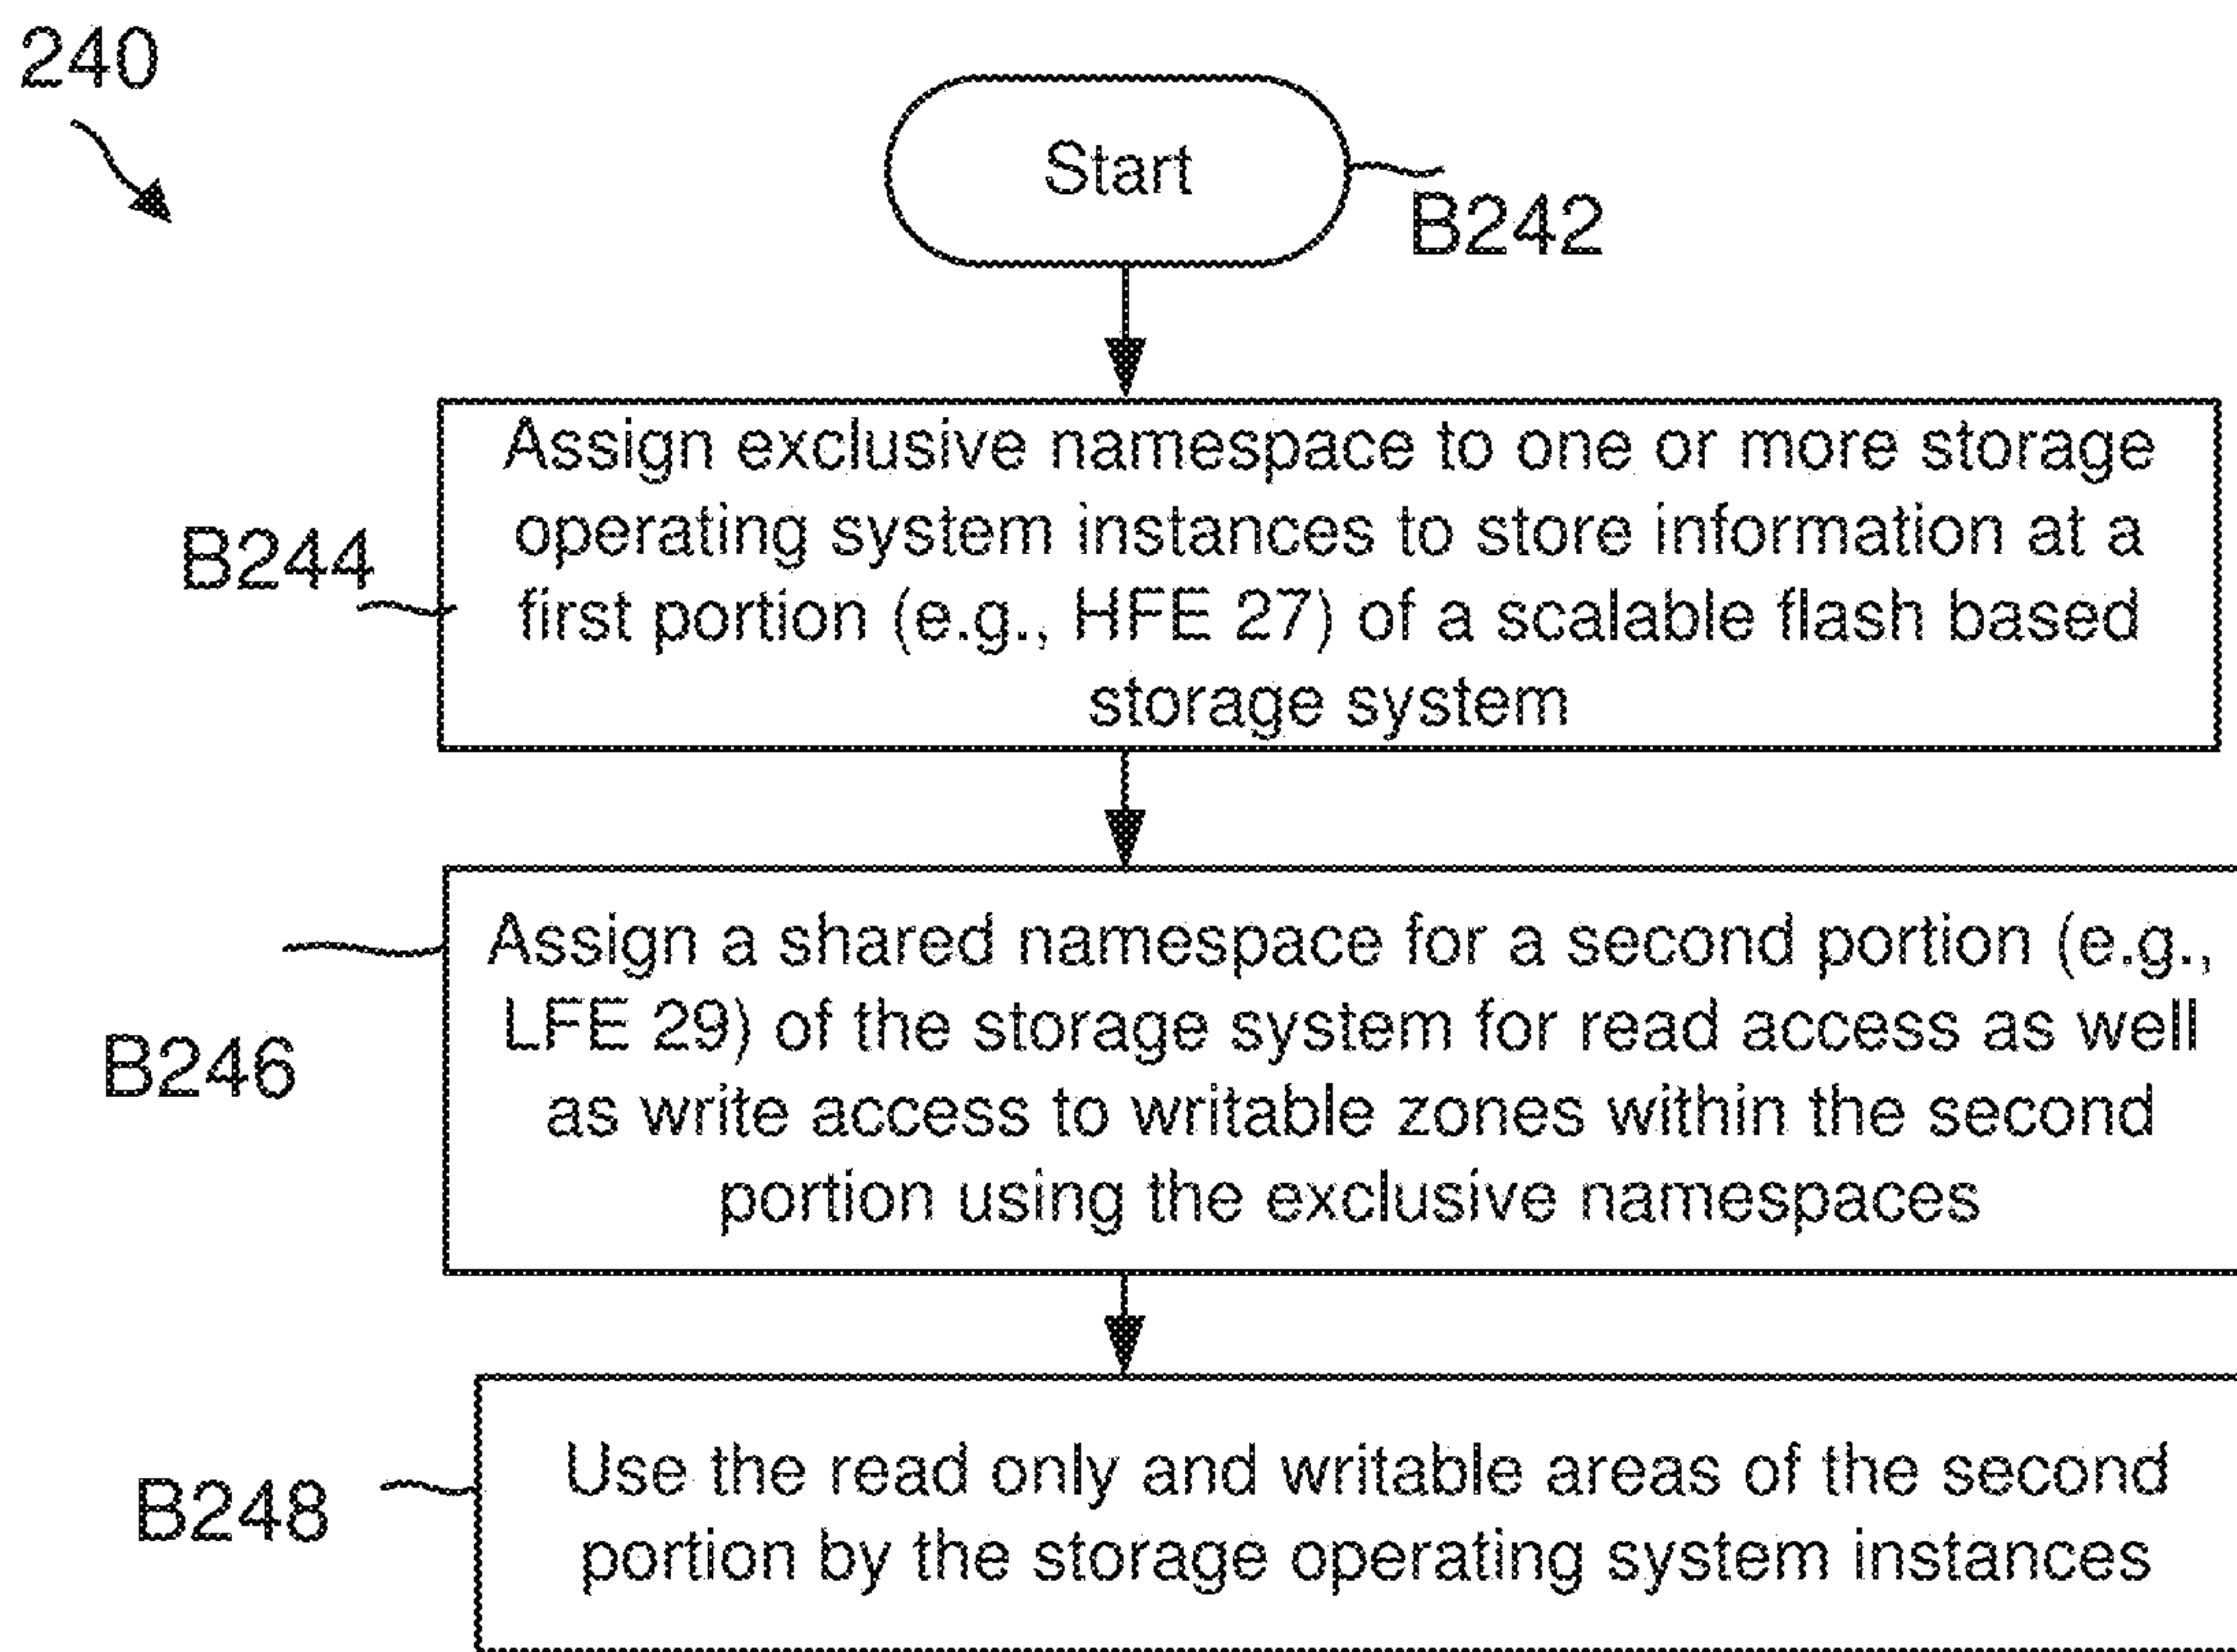 240
Start
B242
Assign exclusive namespace to one or more storage
operating system instances to store information at a
B244
first portion (e.g., HFE 27) of a scalable flash based
storage system
Assign a shared namespace for a second portion (e.g.,
LFE 29) of the storage system for read access as well
B246
as write access to writable zones within the second
portion using the exclusive namespaces
Use the read only and writable areas of the second
B248
portion by the storage operating system instances